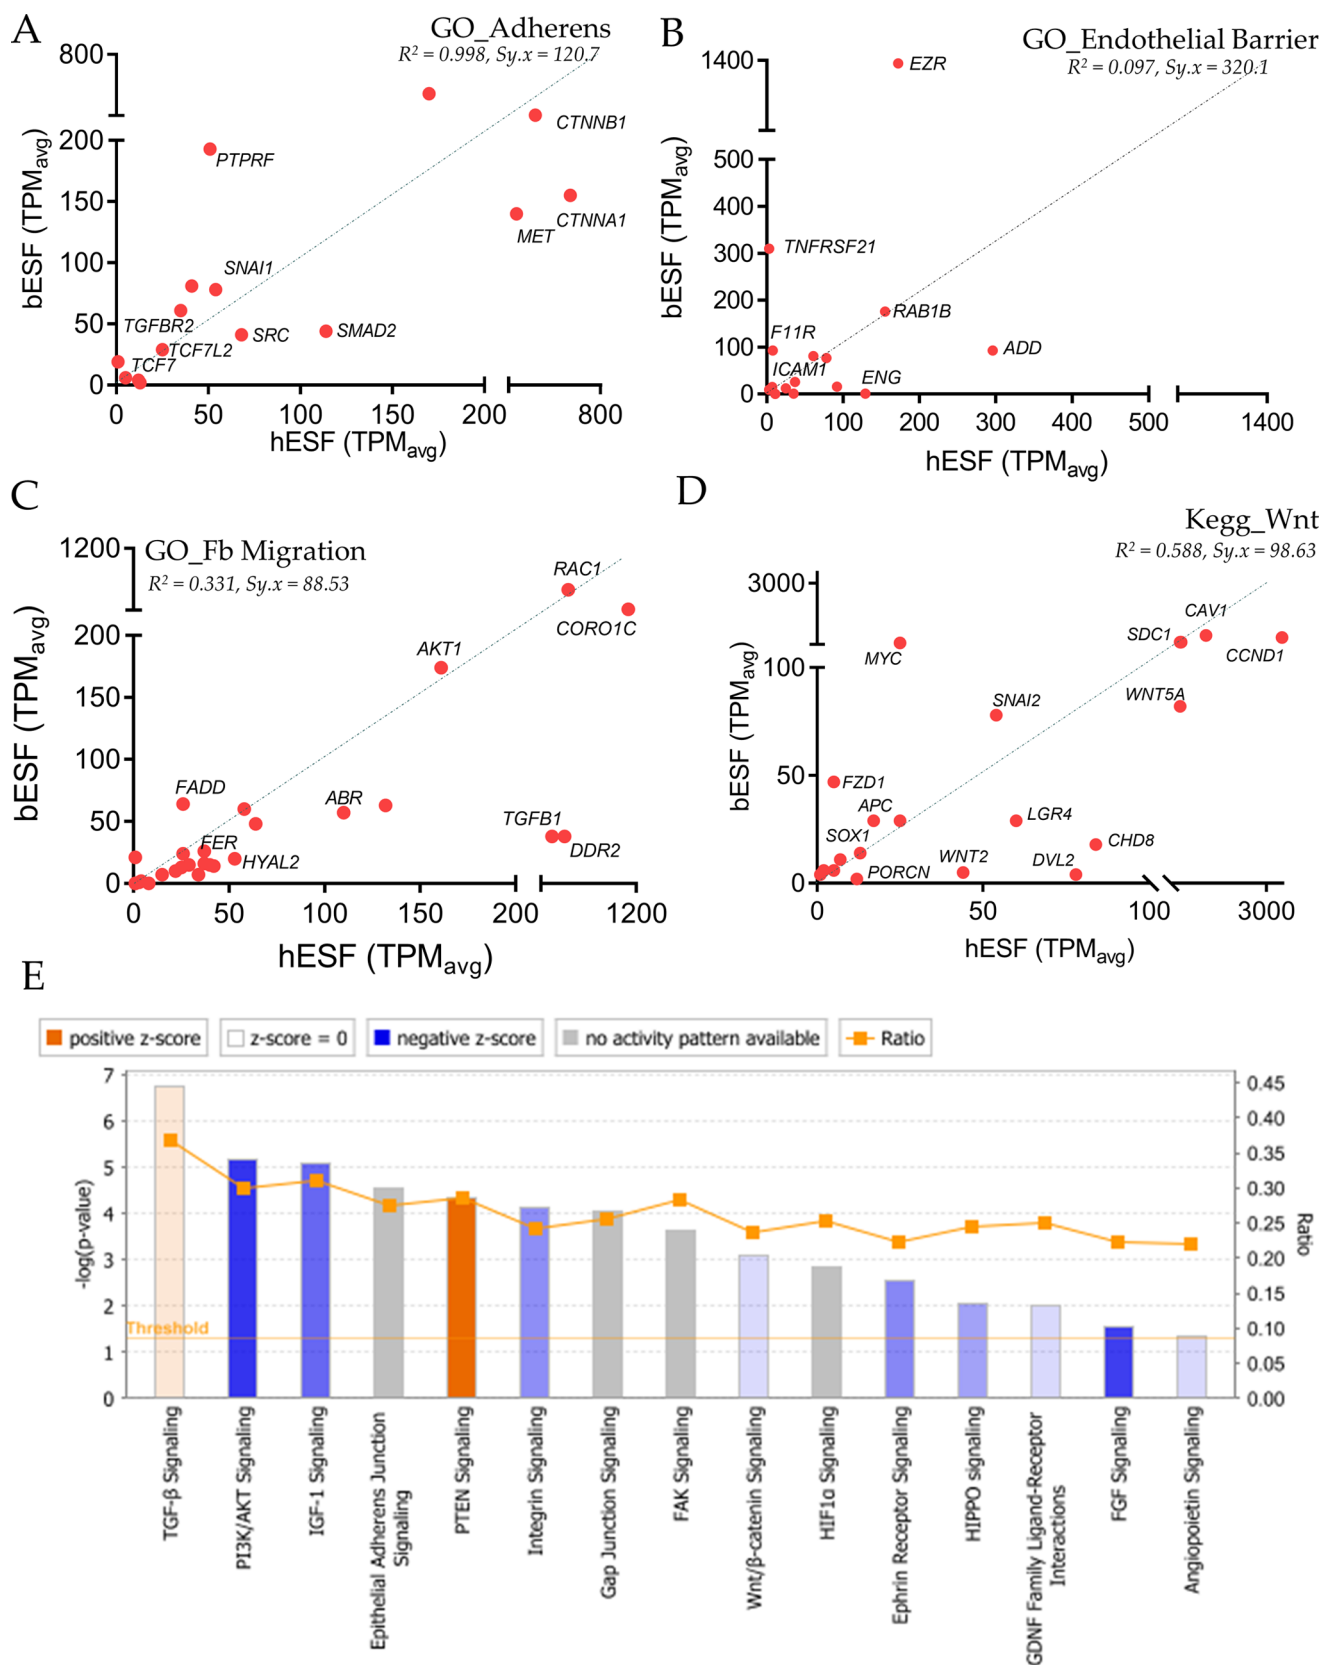 A
GO_Adherens
R² = 0.998, Sy.x = 120.7
800
200
150
100
50
0
bESF (TPMavg)
PTPRF
CTNNB1
CTNNA1
MET
SNAI1
TGFBR2
TCF7L2
TCF7
SRC
SMAD2
0 50 100 150 200 800
hESF (TPMavg)
B
GO_Endothelial Barrier
R² = 0.097, Sy.x = 320.1
1400
500
400
300
200
100
0
bESF (TPMavg)
EZR
TNFRSF21
RAB1B
F11R
ICAM1
ENG
ADD
0 100 200 300 400 500 1400
hESF (TPMavg)
C
GO_Fb Migration
R² = 0.331, Sy.x = 88.53
1200
200
150
100
50
0
bESF (TPMavg)
RAC1
CORO1C
AKT1
FADD
ABR
TGFB1
DDR2
FER
HYAL2
0 50 100 150 200 1200
hESF (TPMavg)
D
Kegg_Wnt
R² = 0.588, Sy.x = 98.63
3000
100
50
0
bESF (TPMavg)
CAV1
SDC1
CCND1
MYC
WNT5A
SNAI2
FZD1
APC
LGR4
SOX1
CHD8
WNT2
DVL2
PORCN
0 50 100 3000
hESF (TPMavg)
E
positive z-score
z-score = 0
negative z-score
no activity pattern available
Ratio
7
6
5
4
3
2
1
0
-log(p-value)
Threshold
0.45
0.40
0.35
0.30
0.25
0.20
0.15
0.10
0.05
0.00
Ratio
TGF-β Signaling
PI3K/AKT Signaling
IGF-1 Signaling
Epithelial Adherens Junction
Signaling
PTEN Signaling
Integrin Signaling
Gap Junction Signaling
FAK Signaling
Wnt/β-catenin Signaling
HIF1α Signaling
Ephrin Receptor Signaling
HIPPO signaling
GDNF Family Ligand-Receptor
Interactions
FGF Signaling
Angiopoietin Signaling